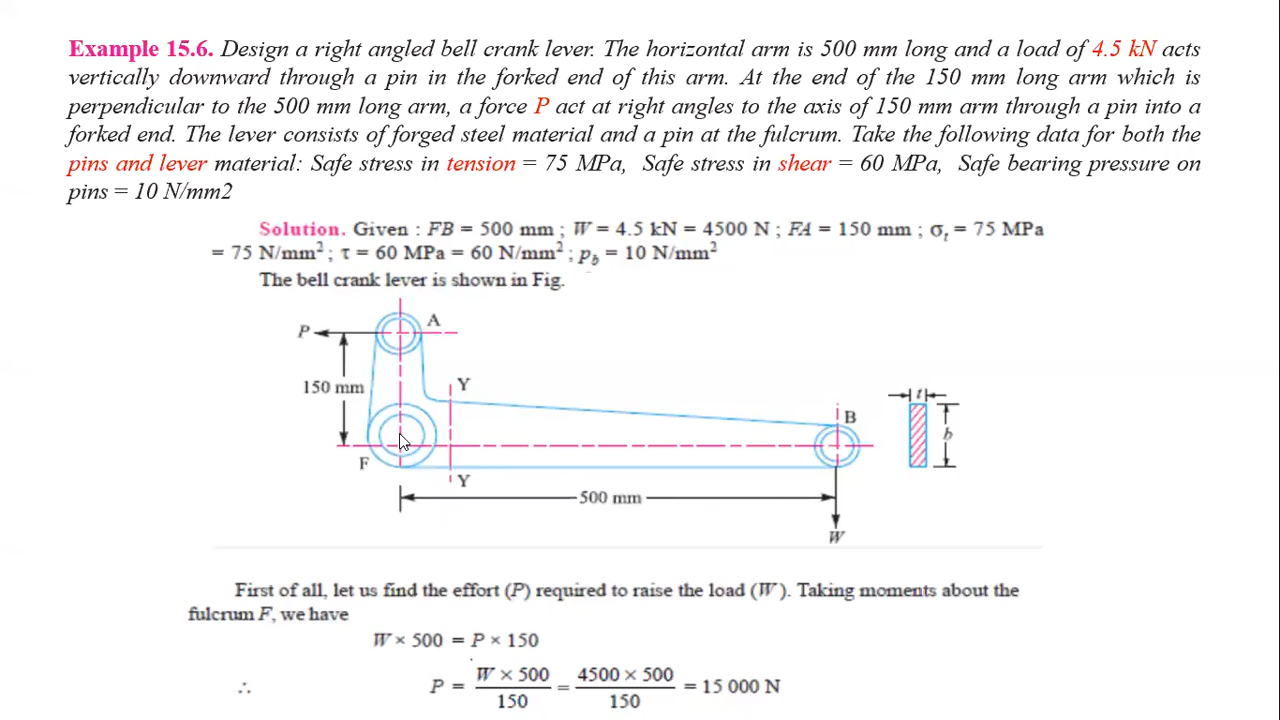 Example 15.6. Design a right angled bell crank lever. The horizontal arm is 500 mm long and a load of 4.5 kN acts
vertically downward through a pin in the forked end of this arm. At the end of the 150 mm long arm which is
perpendicular to the 500 mm long arm, a force P act at right angles to the axis of 150 mm arm through a pin into a
forked end. The lever consists of forged steel material and a pin at the fulcrum. Take the following data for both the
pins and lever material: Safe stress in tension = 75 MPa, Safe stress in shear = 60 MPa, Safe bearing pressure on
pins = 10 N/mm2
Solution. Given : FB = 500 mm ; W = 4.5 kN = 4500 N ; FA = 150 mm ; σt = 75 MPa
= 75 N/mm² ; τ = 60 MPa = 60 N/mm² ; pb = 10 N/mm²
The bell crank lever is shown in Fig.
P
A
150 mm
Y
B
t
b
F
Y
500 mm
W
First of all, let us find the effort (P) required to raise the load (W). Taking moments about the
fulcrum F, we have
W × 500 = P × 150
∴ P = W × 500 / 150 = 4500 × 500 / 150 = 15 000 N